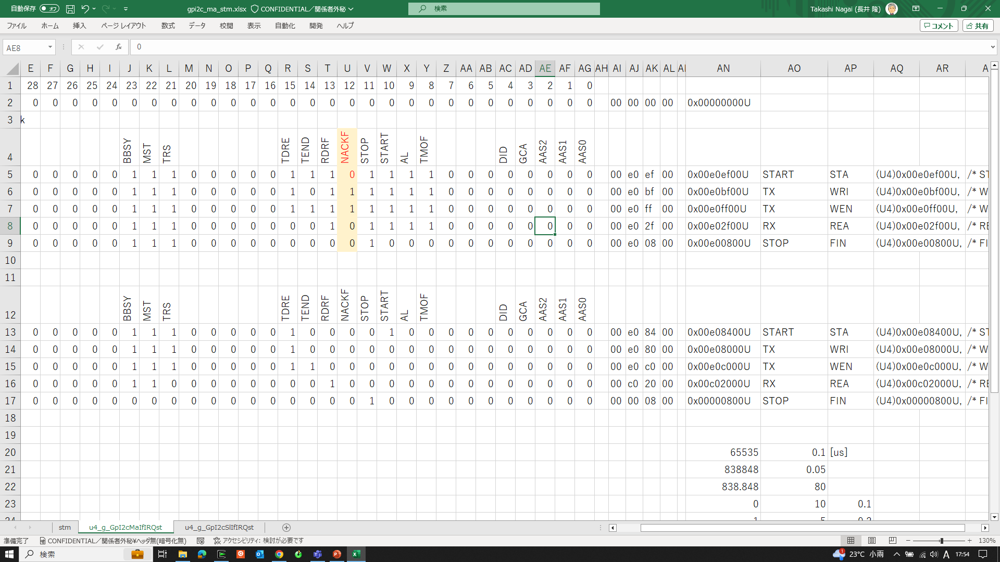 自動保存 オフ gpi2c_ma_stm.xlsx CONFIDENTIAL／関係者外秘 検索 Takashi Nagai (長井 隆)
ファイル ホーム 挿入 ページ レイアウト 数式 データ 校閲 表示 自動化 開発 ヘルプ コメント 共有
AE8 fx 0
E F G H I J K L M N O P Q R S T U V W X Y Z AA AB AC AD AE AF AG AH AI AJ AK AL AN AO AP AQ AR
1 28 27 26 25 24 23 22 21 20 19 18 17 16 15 14 13 12 11 10 9 8 7 6 5 4 3 2 1 0
2 0 0 0 0 0 0 0 0 0 0 0 0 0 0 0 0 0 0 0 0 0 0 0 0 0 0 0 0 0 00 00 00 00 0x00000000U
3 k
4 BBSY MST TRS TDRE TEND RDRF NACKF STOP START AL TMOF DID GCA AAS2 AAS1 AAS0
5 0 0 0 0 0 1 1 1 0 0 0 0 0 1 1 1 0 1 1 1 1 0 0 0 0 0 0 0 0 00 e0 ef 00 0x00e0ef00U START STA (U4)0x00e0ef00U, /* ST
6 0 0 0 0 0 1 1 1 0 0 0 0 0 1 0 1 1 1 1 1 1 0 0 0 0 0 0 0 0 00 e0 bf 00 0x00e0bf00U TX WRI (U4)0x00e0bf00U, /* W
7 0 0 0 0 0 1 1 1 0 0 0 0 0 1 1 1 1 1 1 1 1 0 0 0 0 0 0 0 0 00 e0 ff 00 0x00e0ff00U TX WEN (U4)0x00e0ff00U, /* W
8 0 0 0 0 0 1 1 1 0 0 0 0 0 0 0 1 0 1 1 1 1 0 0 0 0 0 0 0 0 00 e0 2f 00 0x00e02f00U RX REA (U4)0x00e02f00U, /* RE
9 0 0 0 0 0 1 1 1 0 0 0 0 0 0 0 0 0 1 0 0 0 0 0 0 0 0 0 0 0 00 e0 08 00 0x00e00800U STOP FIN (U4)0x00e00800U, /* FI
10
11
12 BBSY MST TRS TDRE TEND RDRF NACKF STOP START AL TMOF DID GCA AAS2 AAS1 AAS0
13 0 0 0 0 0 1 1 1 0 0 0 0 0 1 0 0 0 0 1 0 0 0 0 0 0 0 0 0 0 00 e0 84 00 0x00e08400U START STA (U4)0x00e08400U, /* ST
14 0 0 0 0 0 1 1 1 0 0 0 0 0 1 0 0 0 0 0 0 0 0 0 0 0 0 0 0 0 00 e0 80 00 0x00e08000U TX WRI (U4)0x00e08000U, /* W
15 0 0 0 0 0 1 1 1 0 0 0 0 0 1 1 0 0 0 0 0 0 0 0 0 0 0 0 0 0 00 e0 c0 00 0x00e0c000U TX WEN (U4)0x00e0c000U, /* W
16 0 0 0 0 0 1 1 0 0 0 0 0 0 0 0 1 0 0 0 0 0 0 0 0 0 0 0 0 0 00 c0 20 00 0x00c02000U RX REA (U4)0x00c02000U, /* RE
17 0 0 0 0 0 0 0 0 0 0 0 0 0 0 0 0 0 1 0 0 0 0 0 0 0 0 0 0 0 00 00 08 00 0x00000800U STOP FIN (U4)0x00000800U, /* FI
18
19
20 65535 0.1 [us]
21 838848 0.05
22 838.848 80
23 0 10 0.1
stm u4_g_GpI2cMaIfIRQst u4_g_GpI2cSlIfIRQst
準備完了 CONFIDENTIAL／関係者外秘¥ヘッダ無(暗号化無) アクセシビリティ: 検討が必要です 130%
検索 1 23°C 小雨 A 17:54